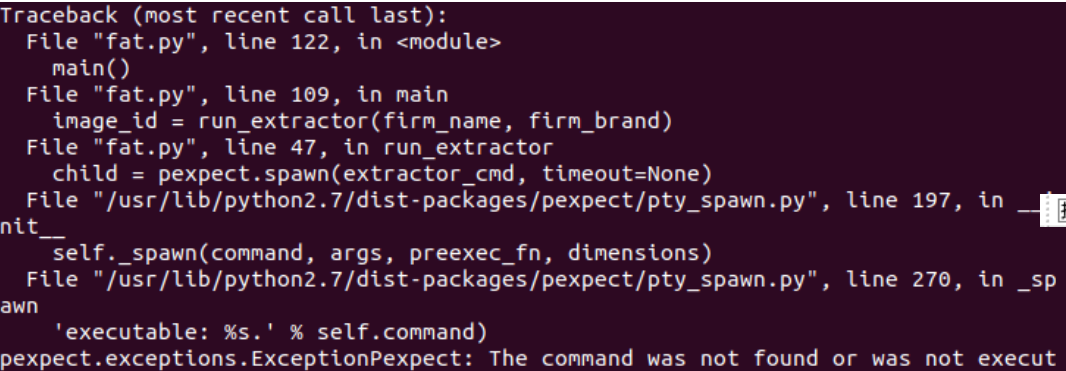 Traceback (most recent call last):
  File "fat.py", line 122, in <module>
    main()
  File "fat.py", line 109, in main
    image_id = run_extractor(firm_name, firm_brand)
  File "fat.py", line 47, in run_extractor
    child = pexpect.spawn(extractor_cmd, timeout=None)
  File "/usr/lib/python2.7/dist-packages/pexpect/pty_spawn.py", line 197, in __
nit__
    self._spawn(command, args, preexec_fn, dimensions)
  File "/usr/lib/python2.7/dist-packages/pexpect/pty_spawn.py", line 270, in _sp
awn
    'executable: %s.' % self.command)
pexpect.exceptions.ExceptionPexpect: The command was not found or was not execut